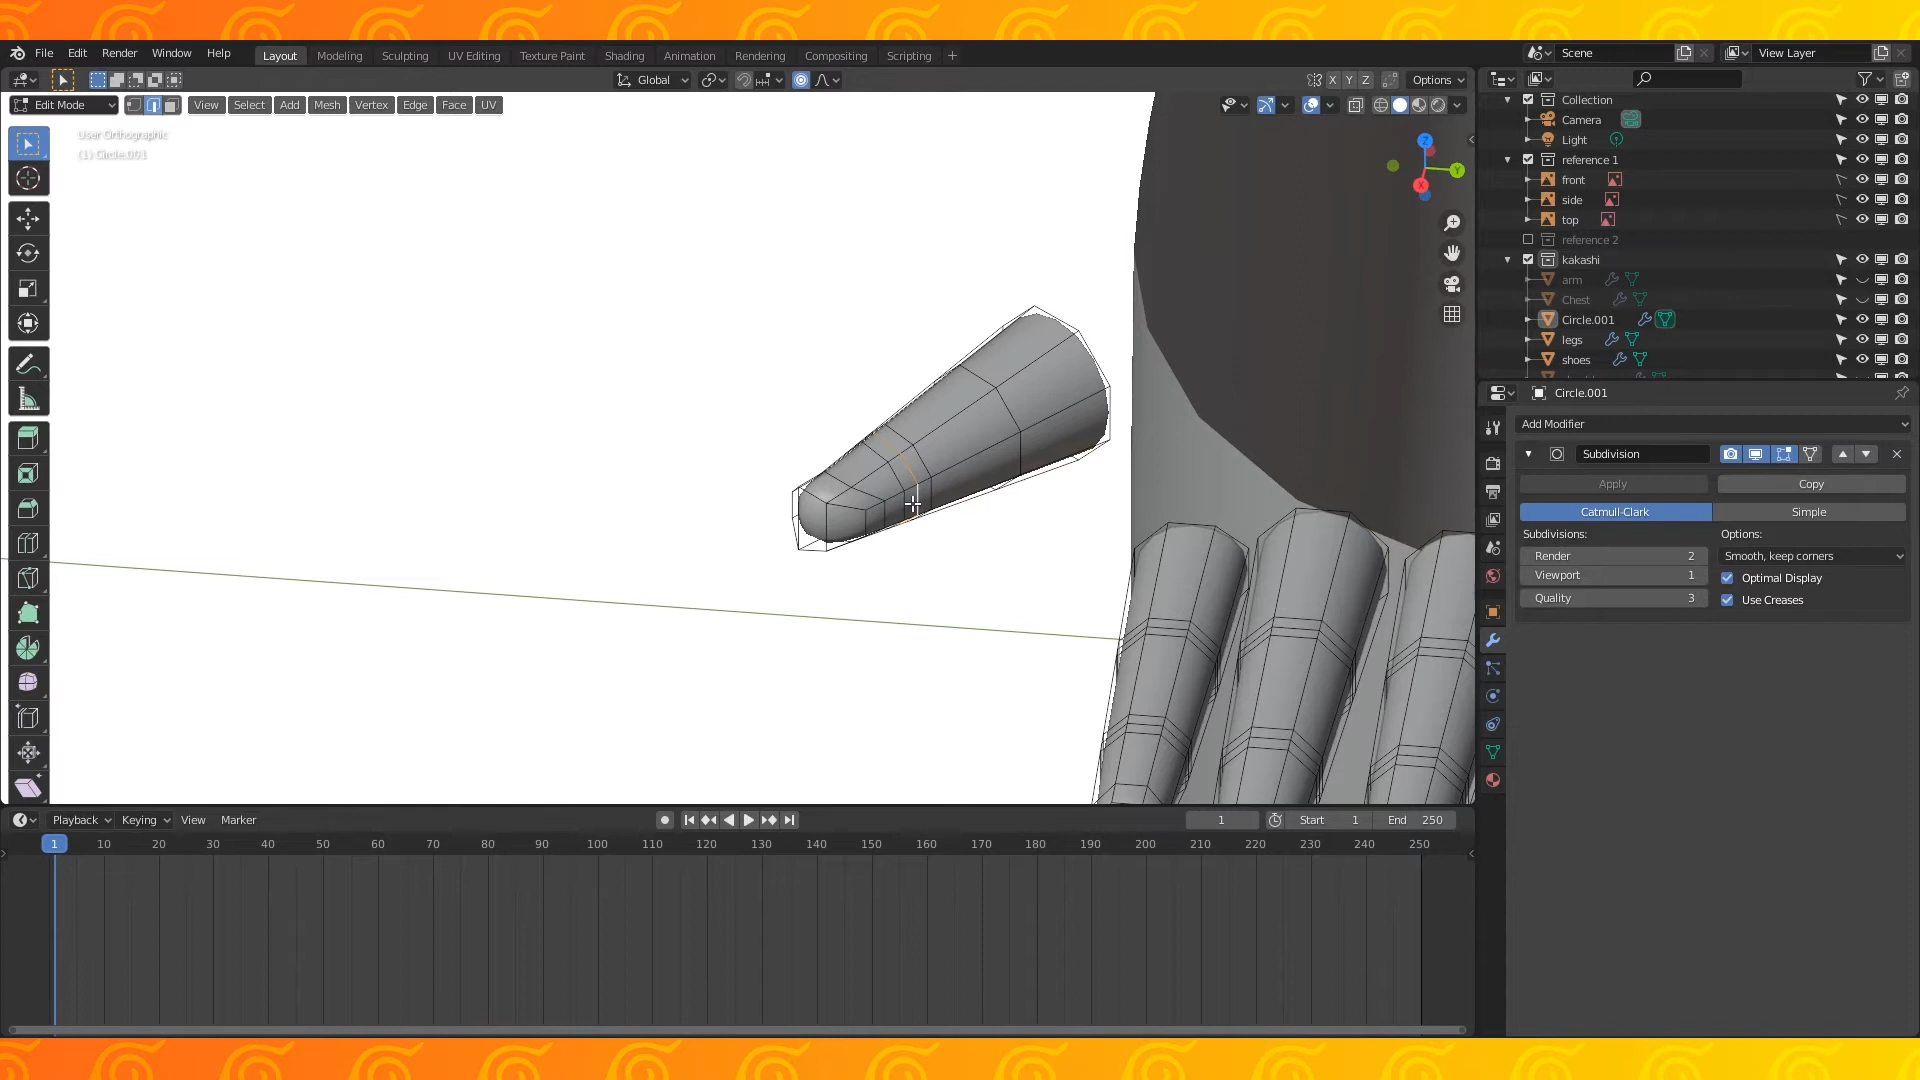 File Edit Render Window Help
Layout Modeling Sculpting UV Editing Texture Paint Shading Animation Rendering Compositing Scripting +
Scene
View Layer
Global
X Y Z
Options
Edit Mode
View Select Add Mesh Vertex Edge Face UV
User Orthographic
(1) Circle.001
Z
Y
X
Collection
Camera
Light
reference 1
front
side
top
reference 2
kakashi
arm
Chest
Circle.001
legs
shoes
Circle.001
Add Modifier
Subdivision
Apply Copy
Catmull-Clark Simple
Subdivisions: Options:
Render 2 Smooth, keep corners
Viewport 1 Optimal Display
Quality 3 Use Creases
Playback Keying View Marker
1 Start 1 End 250
1 10 20 30 40 50 60 70 80 90 100 110 120 130 140 150 160 170 180 190 200 210 220 230 240 250